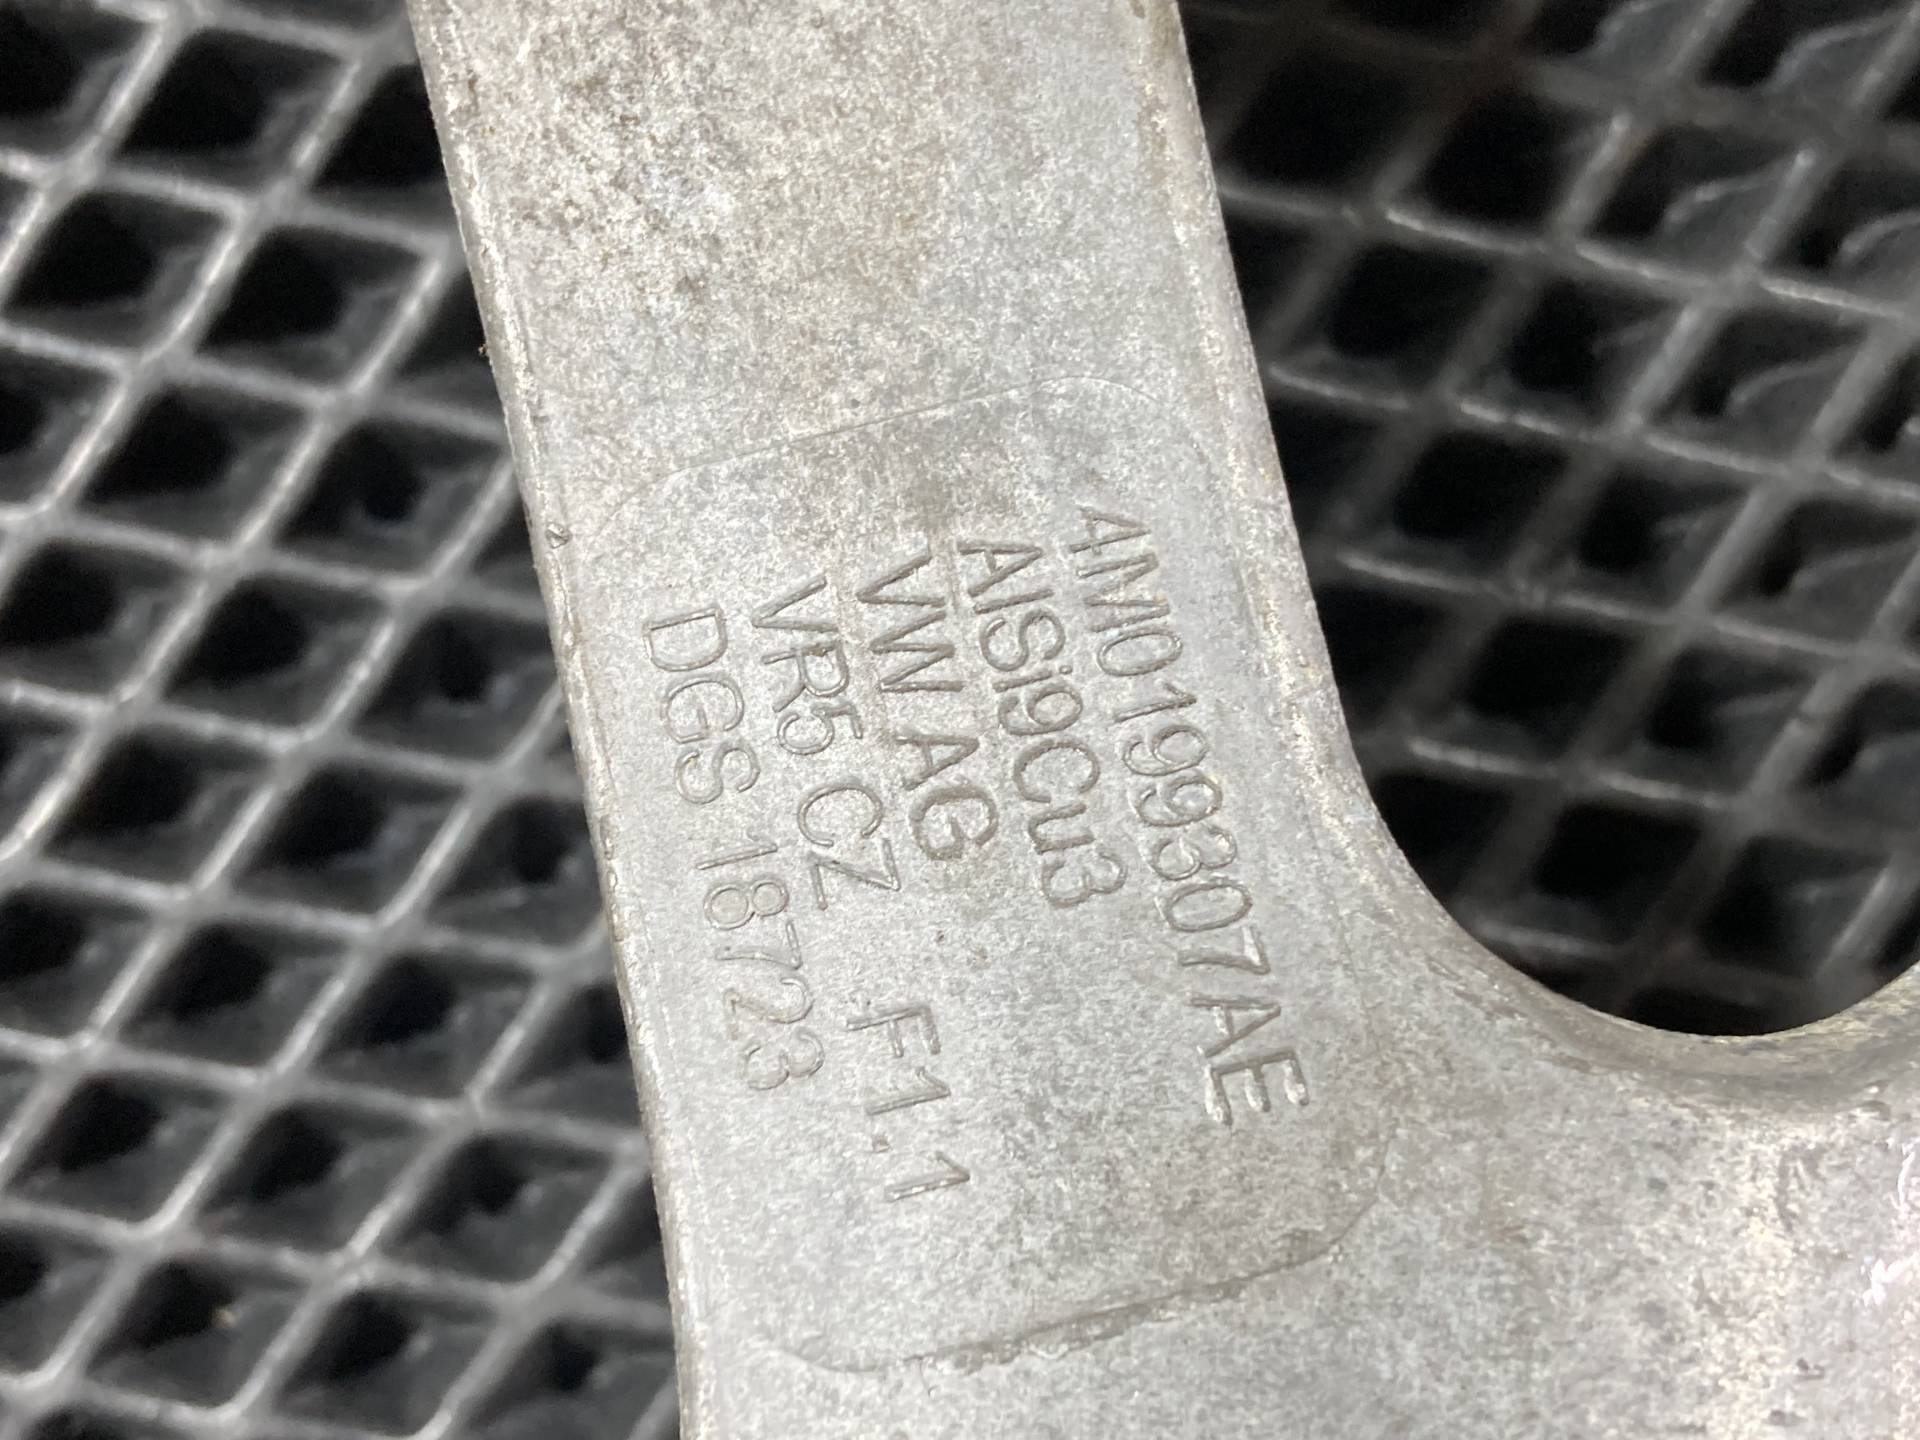 4M0199307AE
AlSi9Cu3
VW AG
VR5 CZ F1.1
DGS 18723